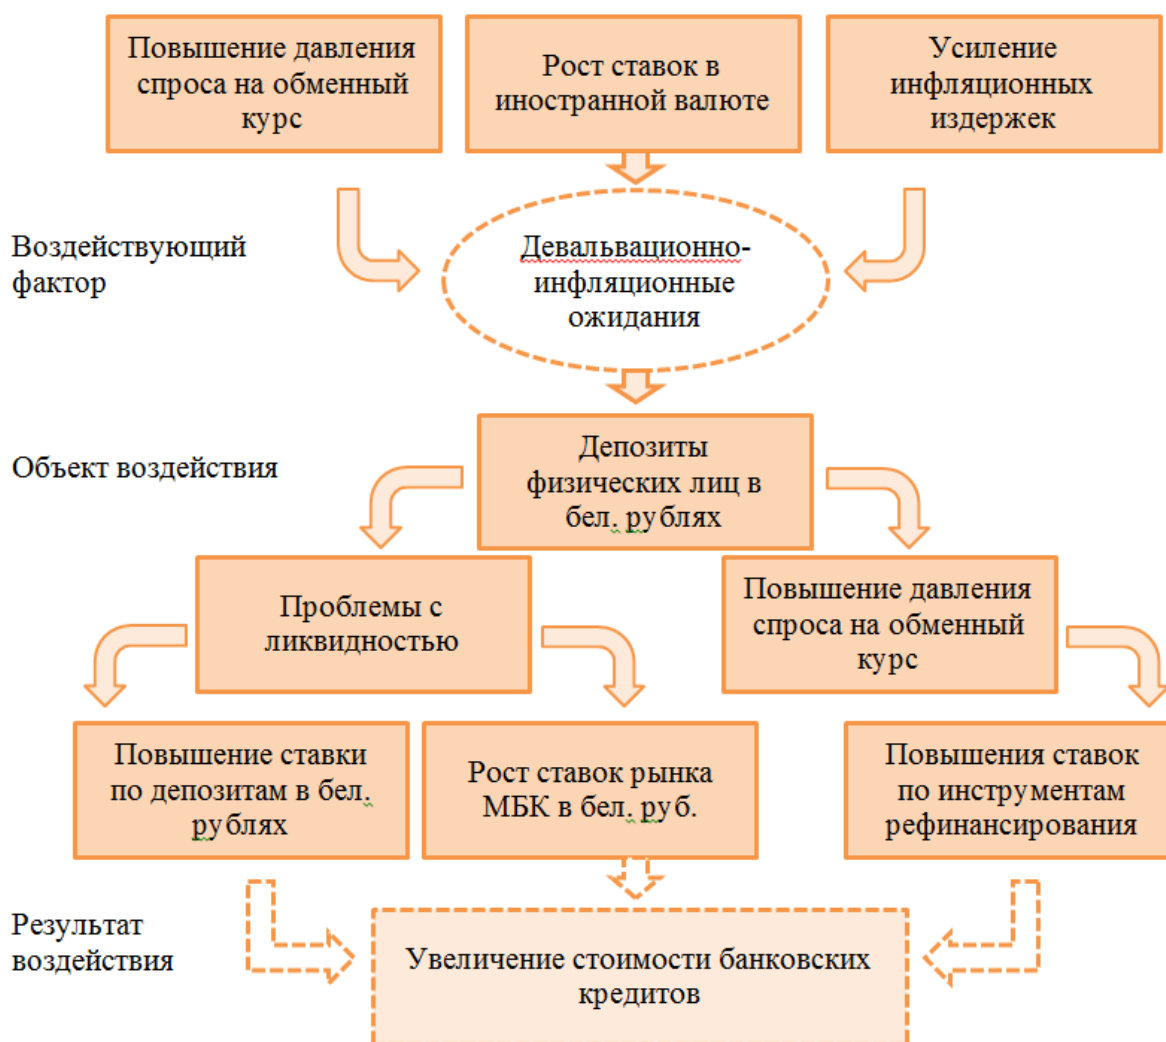 Повышение давления
спроса на обменный
курс
Рост ставок в
иностранной валюте
Усиление
инфляционных
издержек
Воздействующий
фактор
Девальвационно-
инфляционные
ожидания
Объект воздействия
Депозиты
физических лиц в
бел. рублях
Проблемы с
ликвидностью
Повышение давления
спроса на обменный
курс
Повышение ставки
по депозитам в бел.
рублях
Рост ставок рынка
МБК в бел. руб.
Повышения ставок
по инструментам
рефинансирования
Результат
воздействия
Увеличение стоимости банковских
кредитов